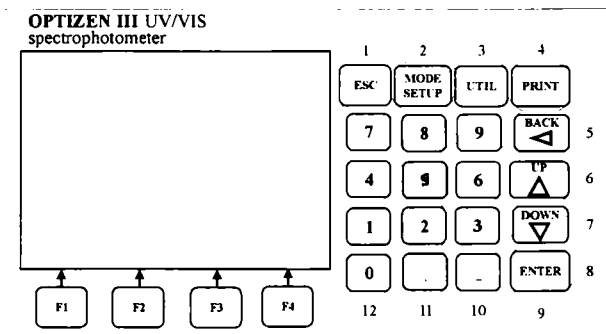 OPTIZEN III UV/VIS
spectrophotometer
1 2 3 4
ESC MODE SETUP UTIL PRINT
7 8 9 BACK 5
4 6 UP 6
1 2 3 DOWN 7
0 . _ ENTER 8
F1 F2 F3 F4
12 11 10 9